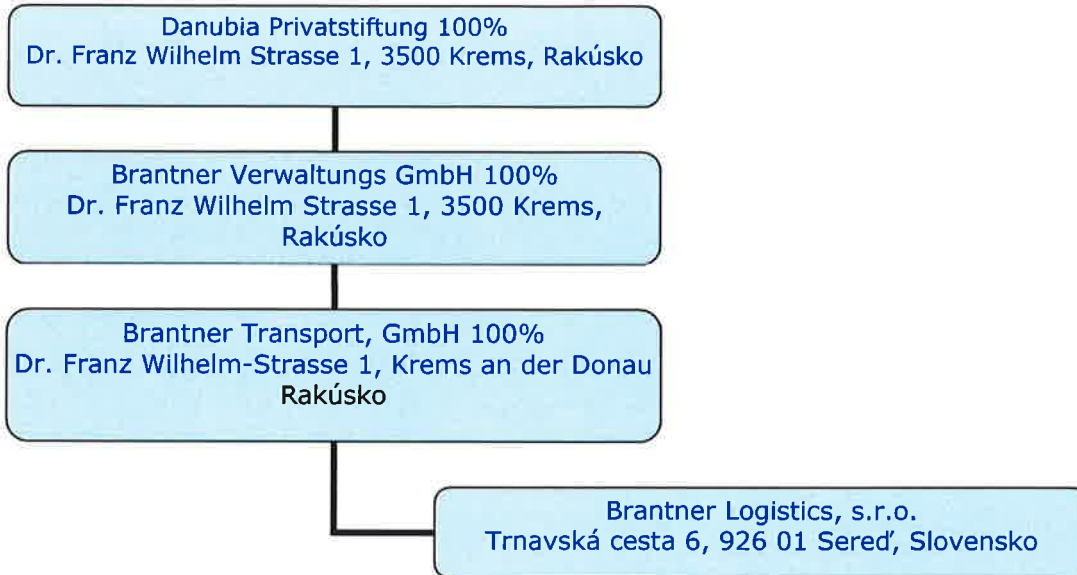 Danubia Privatstiftung 100%
Dr. Franz Wilhelm Strasse 1, 3500 Krems, Rakúsko
Brantner Verwaltungs GmbH 100%
Dr. Franz Wilhelm Strasse 1, 3500 Krems,
Rakúsko
Brantner Transport, GmbH 100%
Dr. Franz Wilhelm-Strasse 1, Krems an der Donau
Rakúsko
Brantner Logistics, s.r.o.
Trnavská cesta 6, 926 01 Sereď, Slovensko